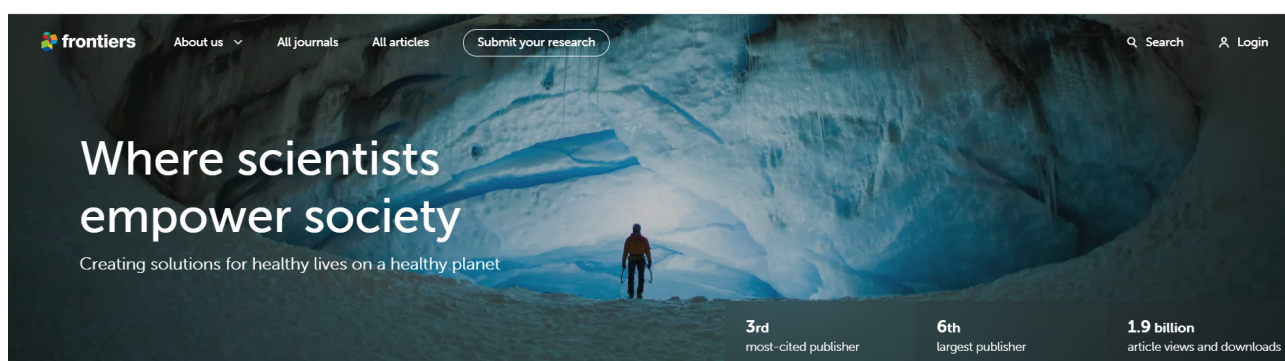 frontiers About us All journals All articles Submit your research Search Login
Where scientists
empower society
Creating solutions for healthy lives on a healthy planet
3rd 6th 1.9 billion
most-cited publisher largest publisher article views and downloads